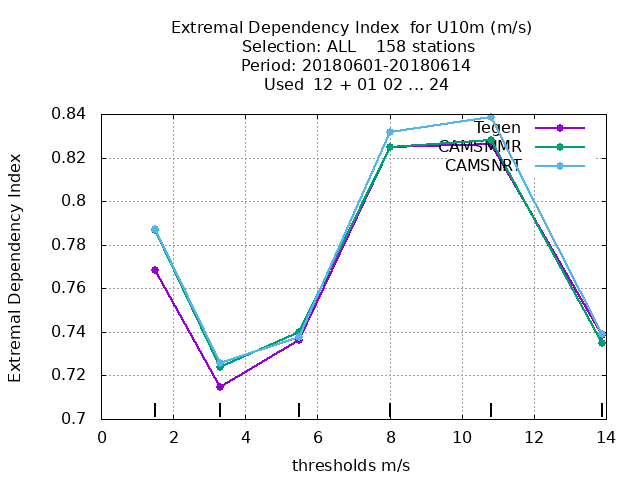 Extremal Dependency Index  for U10m (m/s)
Selection: ALL    158 stations
Period: 20180601-20180614
Used  12 + 01 02 ... 24
Extremal Dependency Index
0.84
0.82
0.8
0.78
0.76
0.74
0.72
0.7
Tegen
CAMSMMR
CAMSNRT
0 2 4 6 8 10 12 14
thresholds m/s